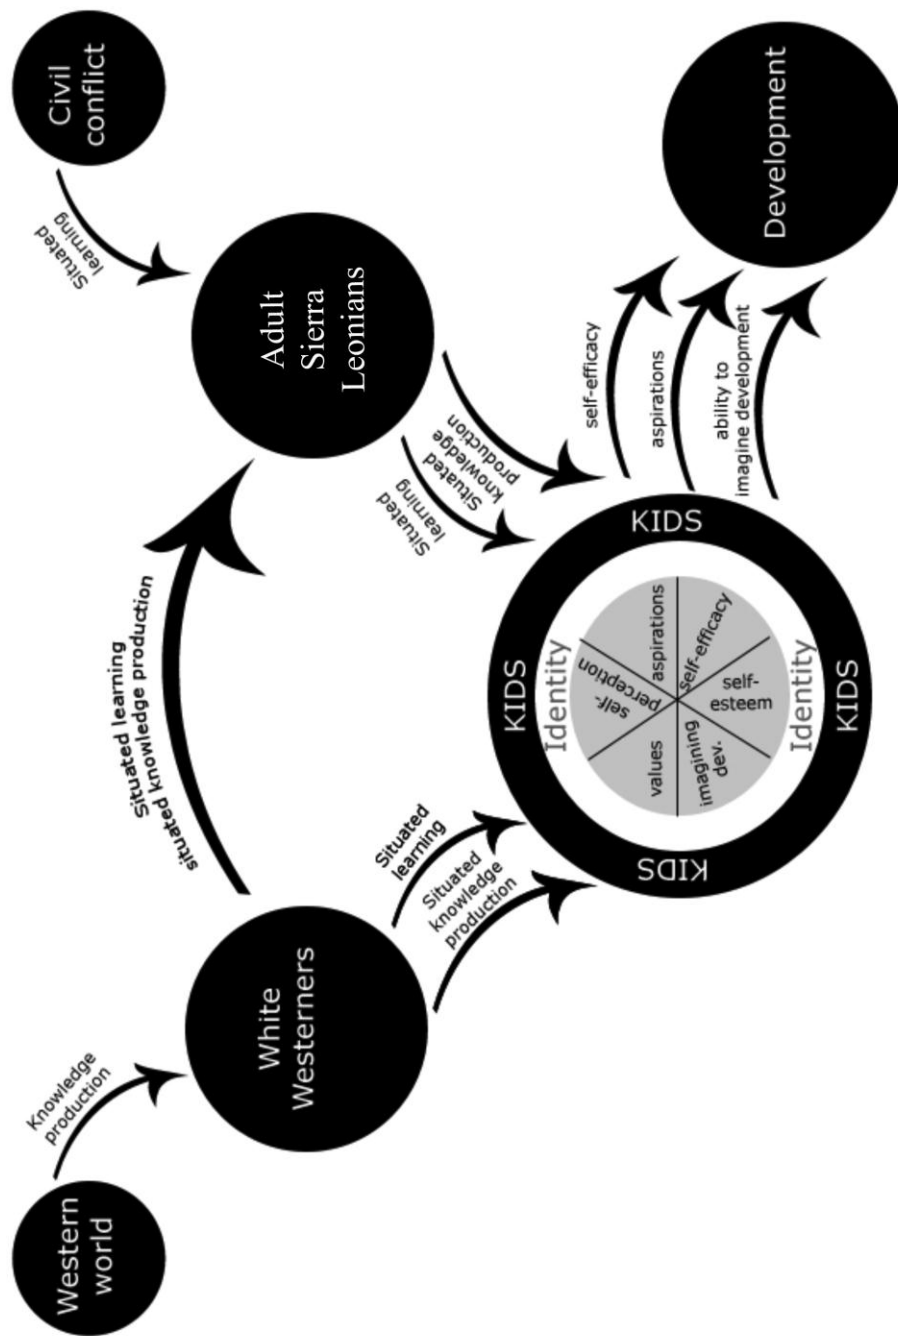 Western
world
Knowledge
production
White
Westerners
Situated learning
situated knowledge production
Civil
conflict
Situated
learning
Adult
Sierra
Leonians
Situated
learning
Situated
knowledge
production
Situated
learning
Situated
knowledge
production
KIDS
KIDS
KIDS
KIDS
Identity
Identity
values
self-
perception
aspirations
self-efficacy
self-
esteem
imagining
dev.
self-efficacy
aspirations
ability to
imagine development
Development